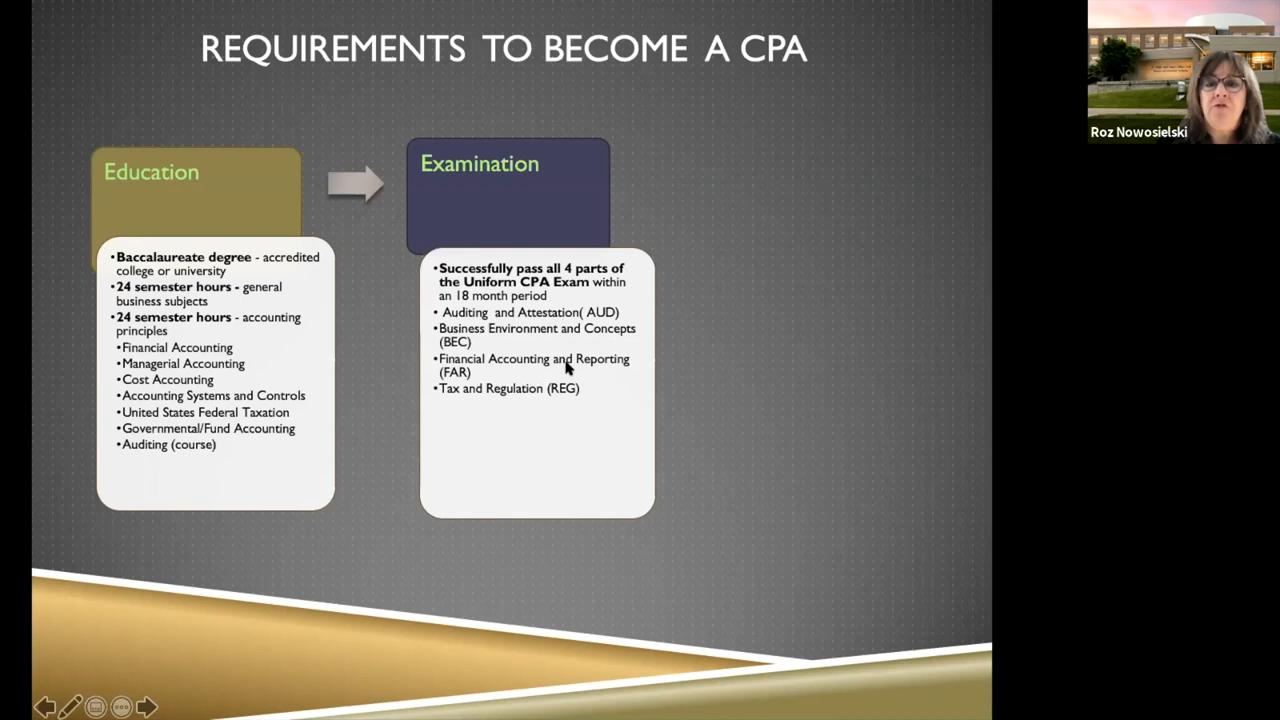 REQUIREMENTS TO BECOME A CPA
Roz Nowosielski
Education
•Baccalaureate degree - accredited
college or university
•24 semester hours - general
business subjects
•24 semester hours - accounting
principles
•Financial Accounting
•Managerial Accounting
•Cost Accounting
•Accounting Systems and Controls
•United States Federal Taxation
•Governmental/Fund Accounting
•Auditing (course)
Examination
•Successfully pass all 4 parts of
the Uniform CPA Exam within
an 18 month period
• Auditing and Attestation( AUD)
•Business Environment and Concepts
(BEC)
•Financial Accounting and Reporting
(FAR)
•Tax and Regulation (REG)